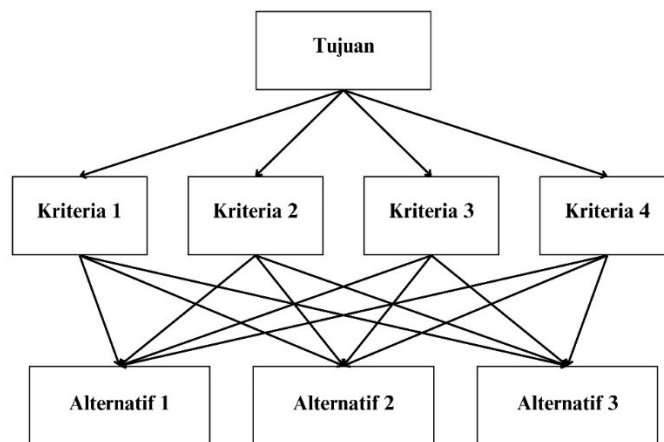 Tujuan
Kriteria 1
Kriteria 2
Kriteria 3
Kriteria 4
Alternatif 1
Alternatif 2
Alternatif 3